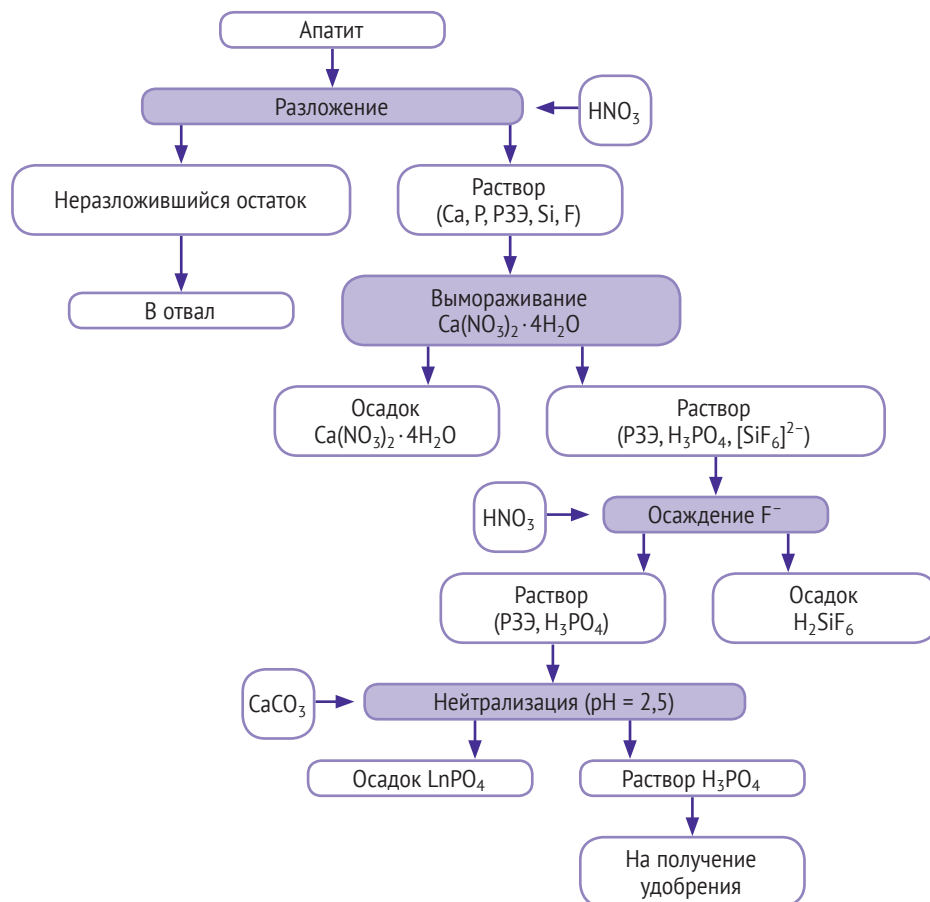 Апатит
Разложение
HNO₃
Неразложившийся остаток
Раствор
(Ca, P, РЗЭ, Si, F)
В отвал
Вымораживание
Ca(NO₃)₂ · 4H₂O
Осадок
Ca(NO₃)₂ · 4H₂O
Раствор
(РЗЭ, H₃PO₄, [SiF₆]²⁻)
HNO₃
Осаждение F⁻
Раствор
(РЗЭ, H₃PO₄)
Осадок
H₂SiF₆
CaCO₃
Нейтрализация (pH = 2,5)
Осадок LnPO₄
Раствор H₃PO₄
На получение
удобрения